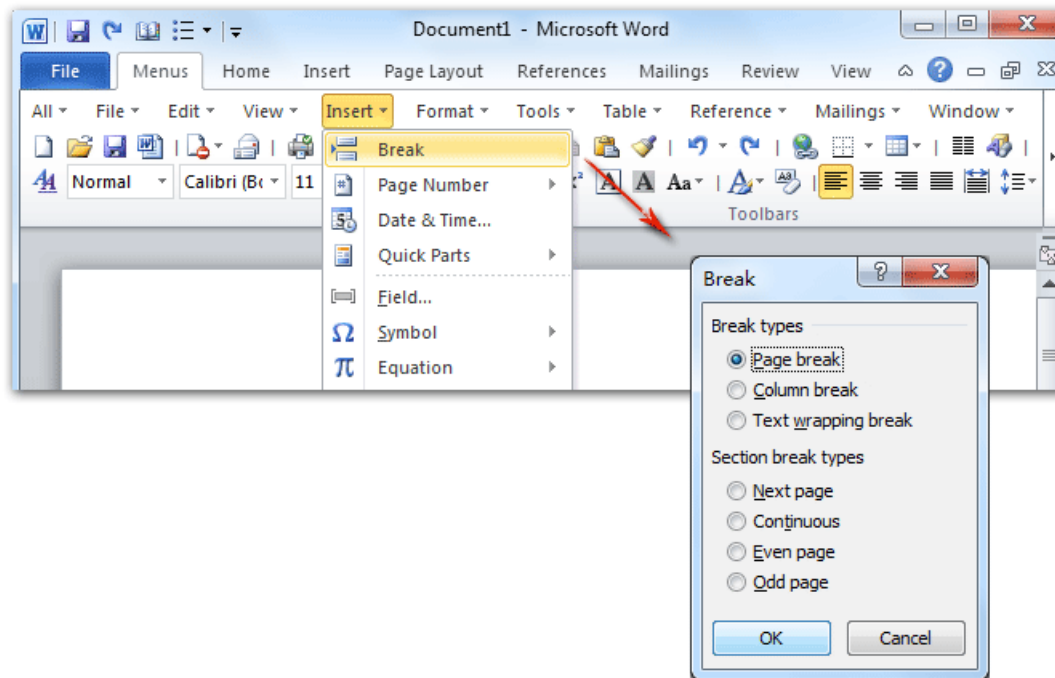 Document1 - Microsoft Word
File Menus Home Insert Page Layout References Mailings Review View
All File Edit View Insert Format Tools Table Reference Mailings Window
Normal Calibri (Bo 11 Aa
Toolbars
Break
Page Number
Date & Time...
Quick Parts
Field...
Symbol
Equation
Break
Break types
Page break
Column break
Text wrapping break
Section break types
Next page
Continuous
Even page
Odd page
OK Cancel